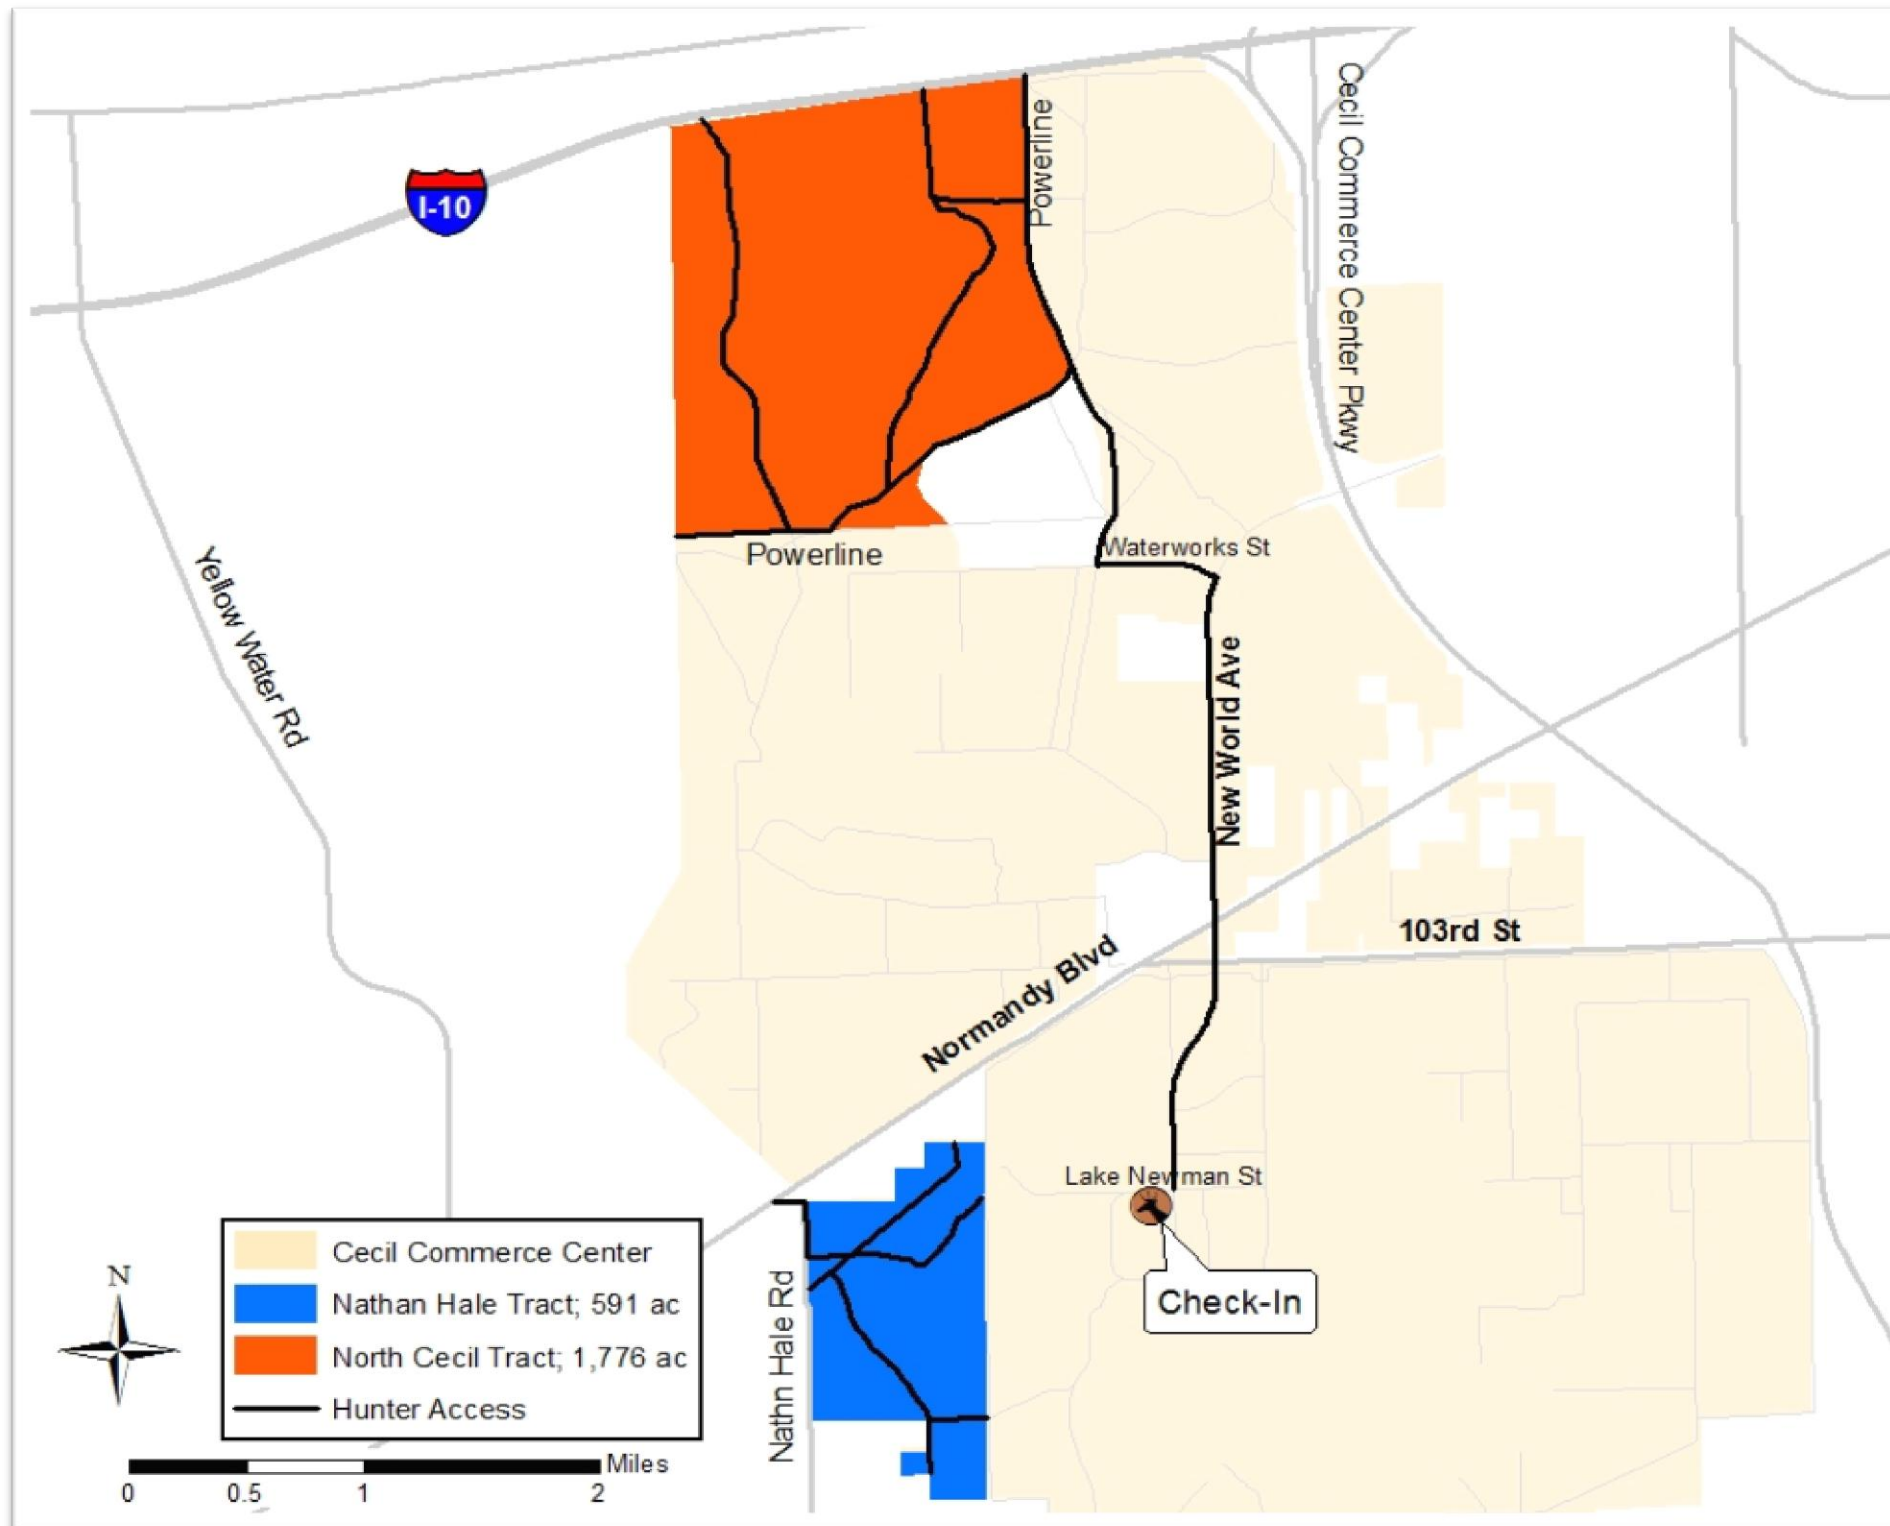 I-10
Powerline
Cecil Commerce Center Pkwy
Powerline
Waterworks St
Yellow Water Rd
New World Ave
103rd St
Normandy Blvd
Lake Newman St
Check-In
Nathn Hale Rd
N
Cecil Commerce Center
Nathan Hale Tract; 591 ac
North Cecil Tract; 1,776 ac
Hunter Access
Miles
0 0.5 1 2